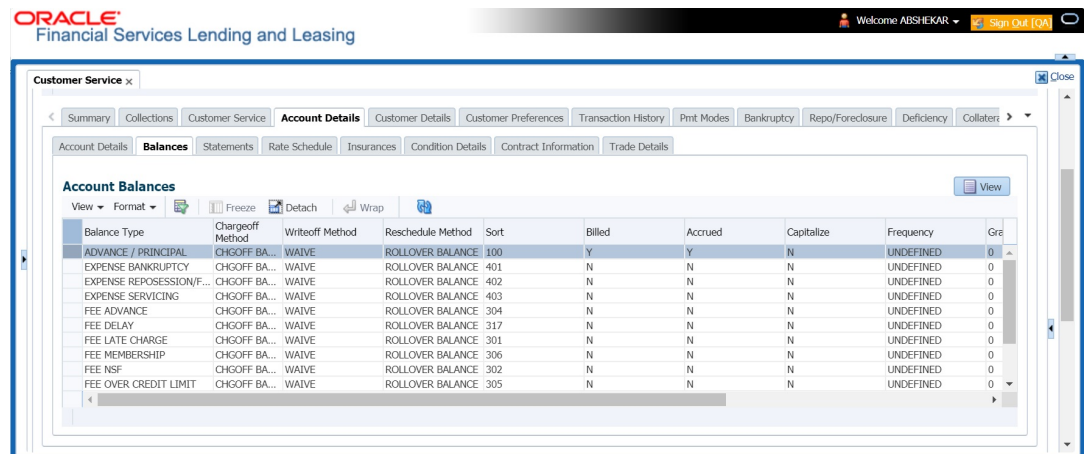 ORACLE®
Financial Services Lending and Leasing
Welcome ABSHEKAR
Sign Out [QA]
Customer Service
Close
Summary Collections Customer Service Account Details Customer Details Customer Preferences Transaction History Pmt Modes Bankruptcy Repo/Foreclosure Deficiency Collatera
Account Details Balances Statements Rate Schedule Insurances Condition Details Contract Information Trade Details
Account Balances
View
View Format Freeze Detach Wrap
Balance Type Chargeoff Method Writeoff Method Reschedule Method Sort Billed Accrued Capitalize Frequency Gra
ADVANCE / PRINCIPAL CHGOFF BA... WAIVE ROLLOVER BALANCE 100 Y Y N UNDEFINED 0
EXPENSE BANKRUPTCY CHGOFF BA... WAIVE ROLLOVER BALANCE 401 N N N UNDEFINED 0
EXPENSE REPOSESSION/F... CHGOFF BA... WAIVE ROLLOVER BALANCE 402 N N N UNDEFINED 0
EXPENSE SERVICING CHGOFF BA... WAIVE ROLLOVER BALANCE 403 N N N UNDEFINED 0
FEE ADVANCE CHGOFF BA... WAIVE ROLLOVER BALANCE 304 N N N UNDEFINED 0
FEE DELAY CHGOFF BA... WAIVE ROLLOVER BALANCE 317 N N N UNDEFINED 0
FEE LATE CHARGE CHGOFF BA... WAIVE ROLLOVER BALANCE 301 N N N UNDEFINED 0
FEE MEMBERSHIP CHGOFF BA... WAIVE ROLLOVER BALANCE 306 N N N UNDEFINED 0
FEE NSF CHGOFF BA... WAIVE ROLLOVER BALANCE 302 N N N UNDEFINED 0
FEE OVER CREDIT LIMIT CHGOFF BA... WAIVE ROLLOVER BALANCE 305 N N N UNDEFINED 0